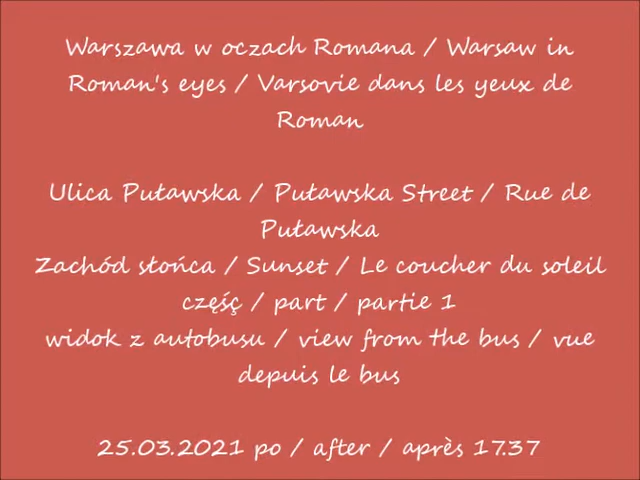 Warszawa w oczach Romana / Warsaw in
Roman's eyes / Varsovie dans les yeux de
Roman
Ulica Puławska / Puławska Street / Rue de
Puławska
Zachód słońca / Sunset / Le coucher du soleil
częśç / part / partie 1
widok z autobusu / view from the bus / vue
depuis le bus
25.03.2021 po / after / après 17.37